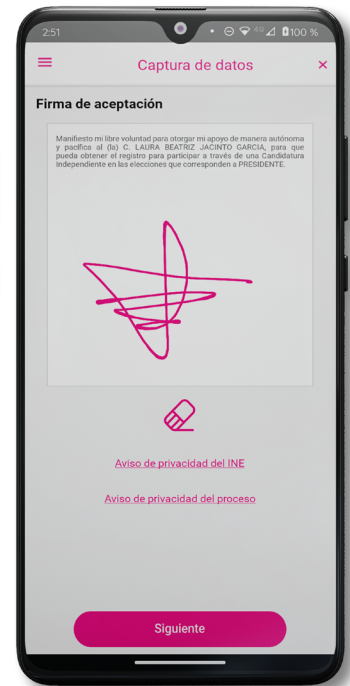 2:51 4G 100 %
Captura de datos ×
Firma de aceptación
Manifiesto mi libre voluntad para otorgar mi apoyo de manera autónoma
y pacífica al (la) C. LAURA BEATRIZ JACINTO GARCIA, para que
pueda obtener el registro para participar a través de una Candidatura
Independiente en las elecciones que corresponden a PRESIDENTE.
Aviso de privacidad del INE
Aviso de privacidad del proceso
Siguiente